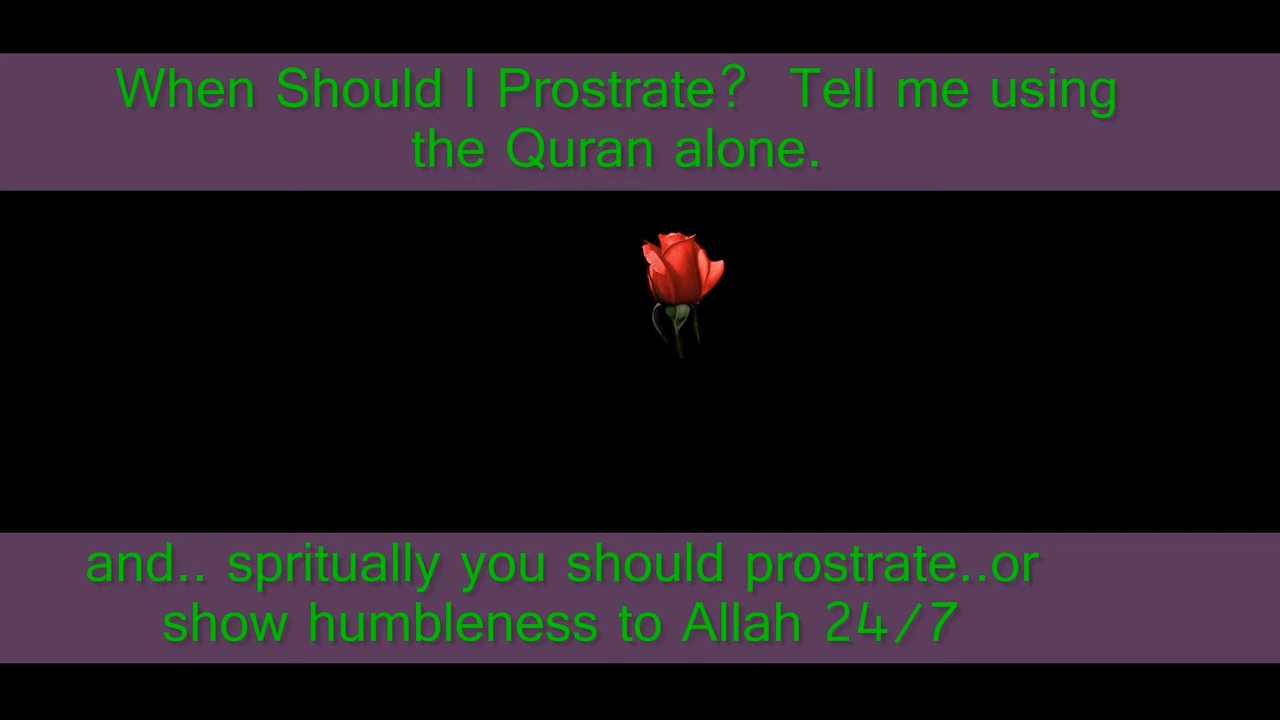 When Should I Prostrate?  Tell me using
the Quran alone.
and.. spritually you should prostrate..or
show humbleness to Allah 24/7